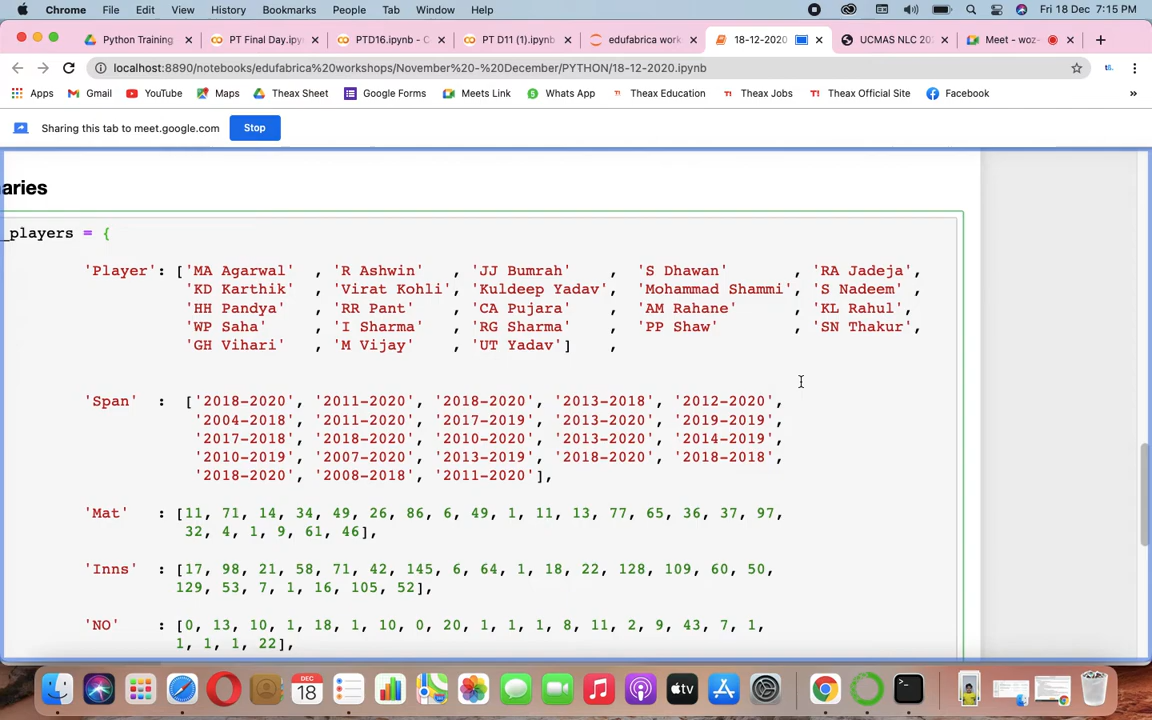 Chrome File Edit View History Bookmarks People Tab Window Help Fri 18 Dec 7:15 PM
Python Training PT Final Day.ipyn PTD16.ipynb - C PT D11 (1).ipynb edufabrica work 18-12-2020 UCMAS NLC 202 Meet - woz-
localhost:8890/notebooks/edufabrica%20workshops/November%20-%20December/PYTHON/18-12-2020.ipynb
Apps Gmail YouTube Maps Theax Sheet Google Forms Meets Link Whats App Theax Education Theax Jobs Theax Official Site Facebook »
Sharing this tab to meet.google.com Stop
aries
_players = {
'Player': ['MA Agarwal' , 'R Ashwin' , 'JJ Bumrah' , 'S Dhawan' , 'RA Jadeja',
'KD Karthik' , 'Virat Kohli', 'Kuldeep Yadav', 'Mohammad Shammi', 'S Nadeem' ,
'HH Pandya' , 'RR Pant' , 'CA Pujara' , 'AM Rahane' , 'KL Rahul',
'WP Saha' , 'I Sharma' , 'RG Sharma' , 'PP Shaw' , 'SN Thakur',
'GH Vihari' , 'M Vijay' , 'UT Yadav'] ,
'Span' : ['2018-2020', '2011-2020', '2018-2020', '2013-2018', '2012-2020',
'2004-2018', '2011-2020', '2017-2019', '2013-2020', '2019-2019',
'2017-2018', '2018-2020', '2010-2020', '2013-2020', '2014-2019',
'2010-2019', '2007-2020', '2013-2019', '2018-2020', '2018-2018',
'2018-2020', '2008-2018', '2011-2020'],
'Mat' : [11, 71, 14, 34, 49, 26, 86, 6, 49, 1, 11, 13, 77, 65, 36, 37, 97,
32, 4, 1, 9, 61, 46],
'Inns' : [17, 98, 21, 58, 71, 42, 145, 6, 64, 1, 18, 22, 128, 109, 60, 50,
129, 53, 7, 1, 16, 105, 52],
'NO' : [0, 13, 10, 1, 18, 1, 10, 0, 20, 1, 1, 1, 8, 11, 2, 9, 43, 7, 1,
1, 1, 1, 22],
DEC
18
tv